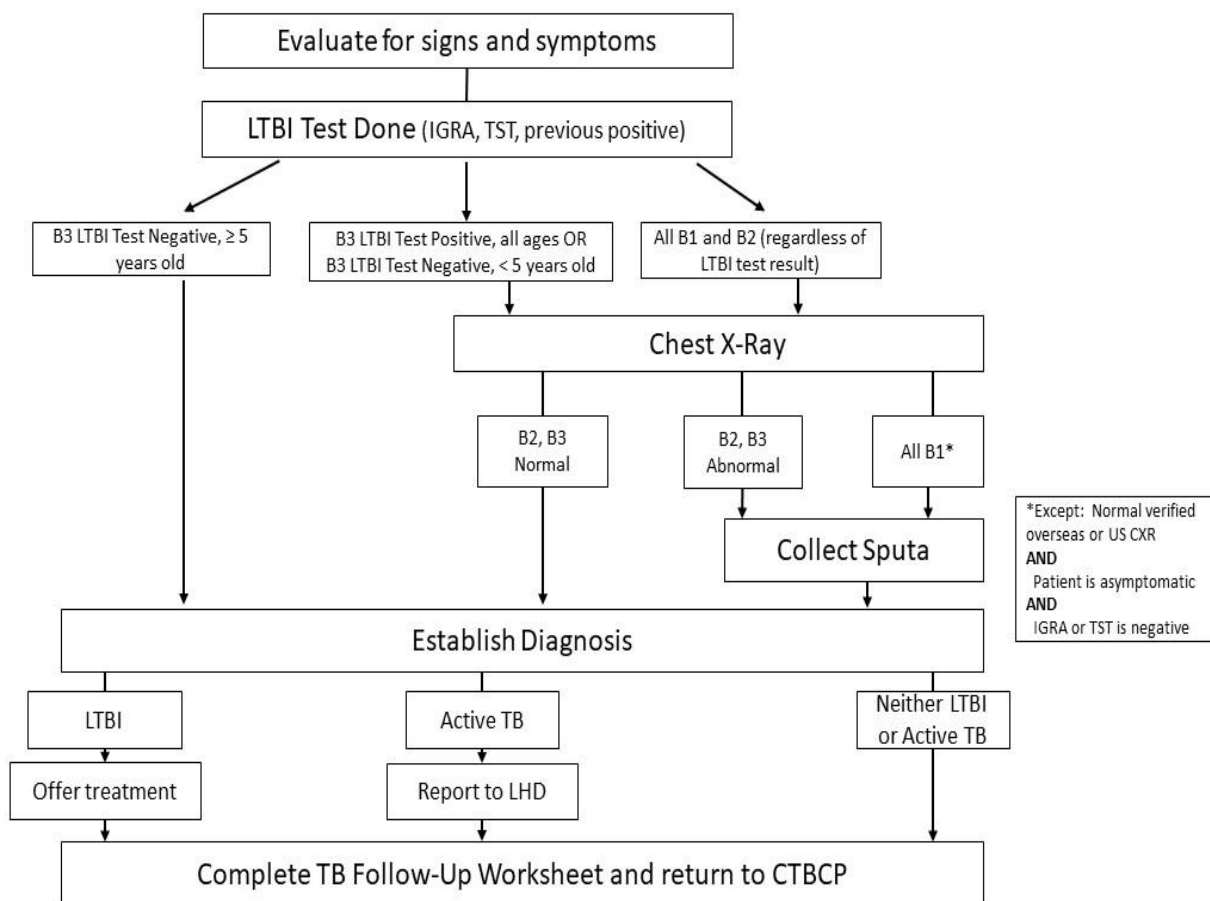 Evaluate for signs and symptoms
LTBI Test Done (IGRA, TST, previous positive)
B3 LTBI Test Negative, ≥ 5
years old
B3 LTBI Test Positive, all ages OR
B3 LTBI Test Negative, < 5 years old
All B1 and B2 (regardless of
LTBI test result)
Chest X-Ray
B2, B3
Normal
B2, B3
Abnormal
All B1*
Collect Sputa
*Except: Normal verified
overseas or US CXR
AND
Patient is asymptomatic
AND
IGRA or TST is negative
Establish Diagnosis
LTBI
Active TB
Neither LTBI
or Active TB
Offer treatment
Report to LHD
Complete TB Follow-Up Worksheet and return to CTBCP